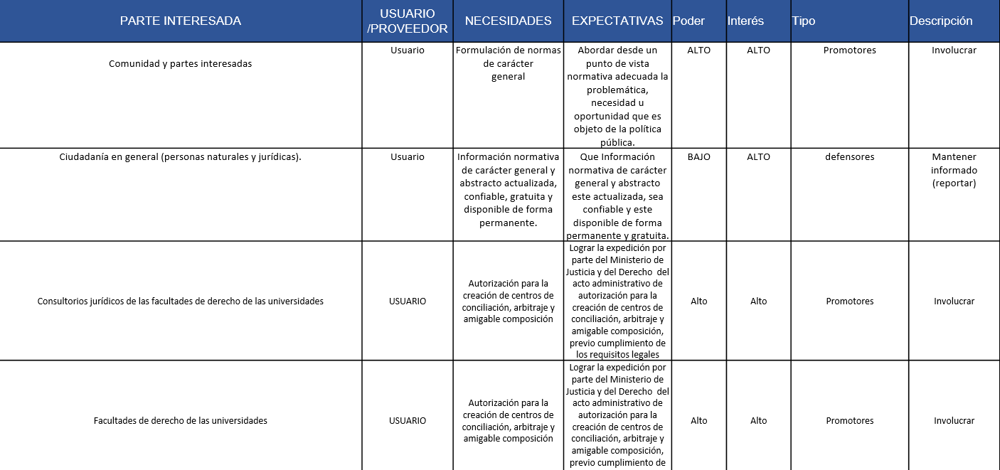 PARTE INTERESADA
USUARIO
/PROVEEDOR
NECESIDADES
EXPECTATIVAS
Poder
Interés
Tipo
Descripción
Comunidad y partes interesadas
Usuario
Formulación de normas
de carácter
general
Abordar desde un
punto de vista
normativa adecuada la
problemática,
necesidad u
oportunidad que es
objeto de la política
pública.
ALTO
ALTO
Promotores
Involucrar
Ciudadanía en general (personas naturales y jurídicas).
Usuario
Información normativa
de carácter general y
abstracto actualizada,
confiable, gratuita y
disponible de forma
permanente.
Que Información
normativa de carácter
general y abstracto
este actualizada, sea
confiable y este
disponible de forma
permanente y gratuita.
BAJO
ALTO
defensores
Mantener
informado
(reportar)
Consultorios jurídicos de las facultades de derecho de las universidades
USUARIO
Autorización para la
creación de centros de
conciliación, arbitraje y
amigable composición
Lograr la expedición por
parte del Ministerio de
Justicia y del Derecho del
acto administrativo de
autorización para la
creación de centros de
conciliación, arbitraje y
amigable composición,
previo cumplimiento de
los requisitos legales
Alto
Alto
Promotores
Involucrar
Facultades de derecho de las universidades
USUARIO
Autorización para la
creación de centros de
conciliación, arbitraje y
amigable composición
Lograr la expedición por
parte del Ministerio de
Justicia y del Derecho del
acto administrativo de
autorización para la
creación de centros de
conciliación, arbitraje y
amigable composición,
previo cumplimiento de
Alto
Alto
Promotores
Involucrar